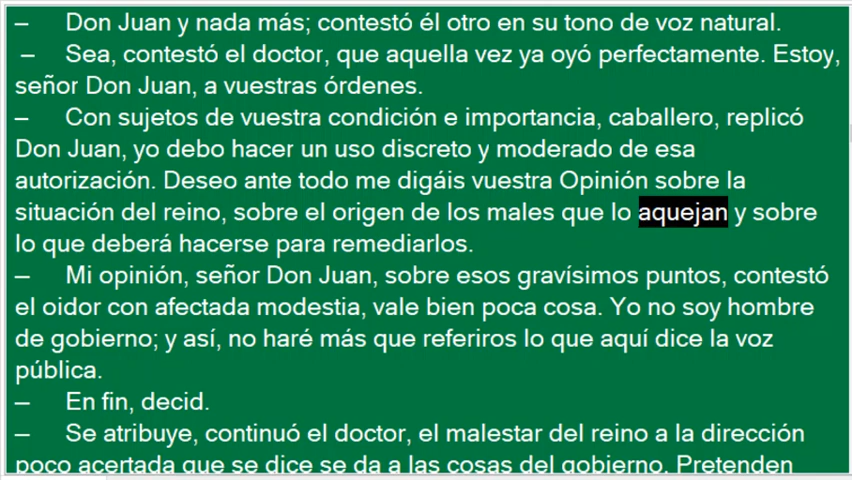 – Don Juan y nada más; contestó él otro en su tono de voz natural.
– Sea, contestó el doctor, que aquella vez ya oyó perfectamente. Estoy,
señor Don Juan, a vuestras órdenes.
– Con sujetos de vuestra condición e importancia, caballero, replicó
Don Juan, yo debo hacer un uso discreto y moderado de esa
autorización. Deseo ante todo me digáis vuestra Opinión sobre la
situación del reino, sobre el origen de los males que lo aquejan y sobre
lo que deberá hacerse para remediarlos.
– Mi opinión, señor Don Juan, sobre esos gravísimos puntos, contestó
el oidor con afectada modestia, vale bien poca cosa. Yo no soy hombre
de gobierno; y así, no haré más que referiros lo que aquí dice la voz
pública.
– En fin, decid.
– Se atribuye, continuó el doctor, el malestar del reino a la dirección
poco acertada que se dice se da a las cosas del gobierno. Pretenden